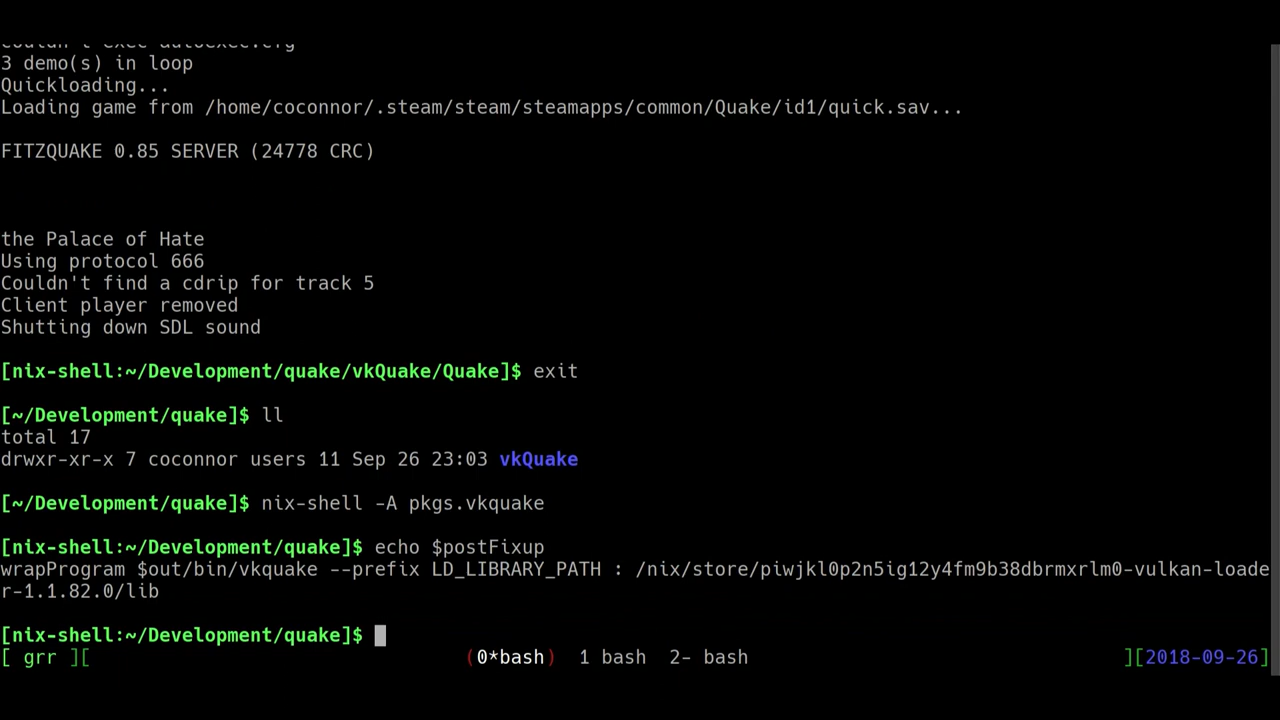 couldn't exec autoexec.cfg
3 demo(s) in loop
Quickloading...
Loading game from /home/coconnor/.steam/steam/steamapps/common/Quake/id1/quick.sav...
FITZQUAKE 0.85 SERVER (24778 CRC)
the Palace of Hate
Using protocol 666
Couldn't find a cdrip for track 5
Client player removed
Shutting down SDL sound
[nix-shell:~/Development/quake/vkQuake/Quake]$ exit
[~/Development/quake]$ ll
total 17
drwxr-xr-x 7 coconnor users 11 Sep 26 23:03 vkQuake
[~/Development/quake]$ nix-shell -A pkgs.vkquake
[nix-shell:~/Development/quake]$ echo $postFixup
wrapProgram $out/bin/vkquake --prefix LD_LIBRARY_PATH : /nix/store/piwjkl0p2n5ig12y4fm9b38dbrmxrlm0-vulkan-loade
r-1.1.82.0/lib
[nix-shell:~/Development/quake]$
[ grr ][ (0*bash) 1 bash 2- bash ][2018-09-26]